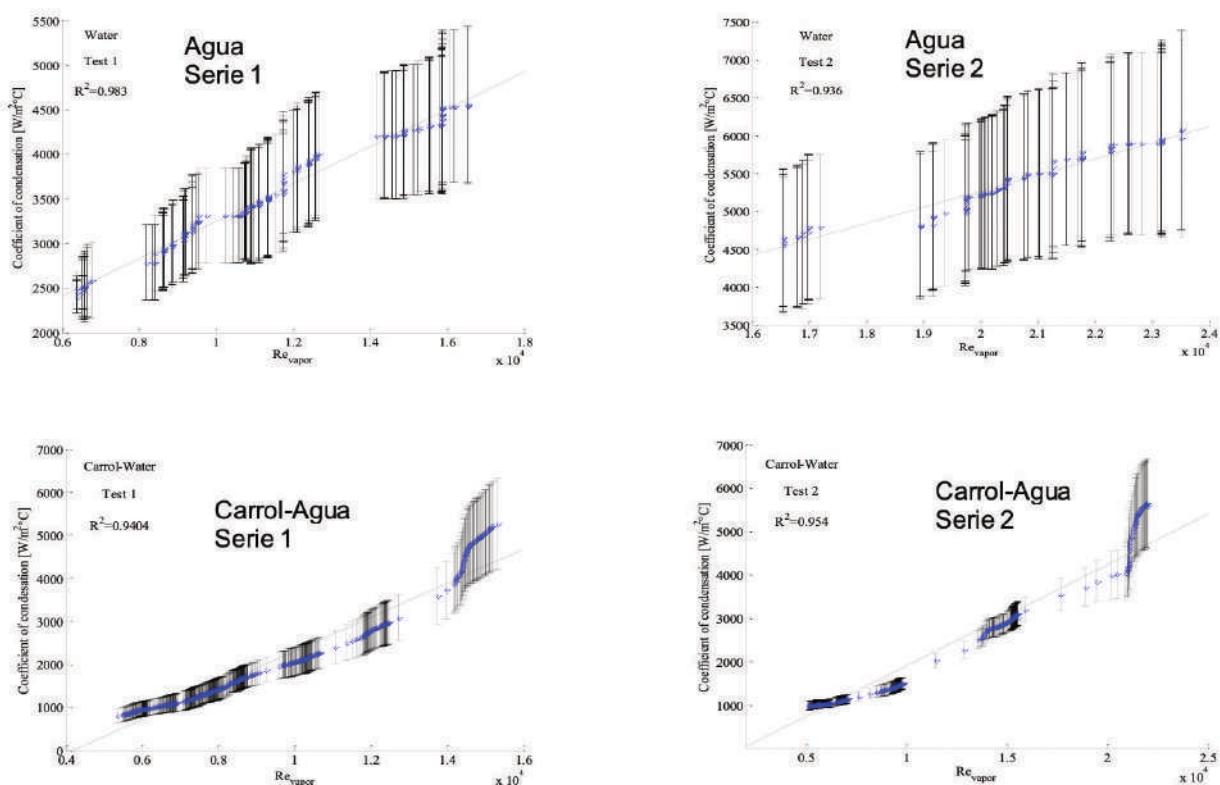 Water
Test 1
R²=0.983
Agua
Serie 1
Coefficient of condensation [W/m²°C]
5500
5000
4500
4000
3500
3000
2500
2000
0.6 0.8 1 1.2 1.4 1.6 1.8
Re_vapor
x 10⁴
Water
Test 2
R²=0.936
Agua
Serie 2
Coefficient of condensation [W/m²°C]
7500
7000
6500
6000
5500
5000
4500
4000
3500
1.6 1.7 1.8 1.9 2 2.1 2.2 2.3 2.4
Re_vapor
x 10⁴
Carrol-Water
Test 1
R²=0.9404
Carrol-Agua
Serie 1
Coefficient of condesation [W/m²°C]
7000
6000
5000
4000
3000
2000
1000
0
0.4 0.6 0.8 1 1.2 1.4 1.6
Re_vapor
x 10⁴
Carrol-Water
Test 2
R²=0.954
Carrol-Agua
Serie 2
Coefficient of condensation [W/m²°C]
7000
6000
5000
4000
3000
2000
1000
0.5 1 1.5 2 2.5
Re_vapor
x 10⁴